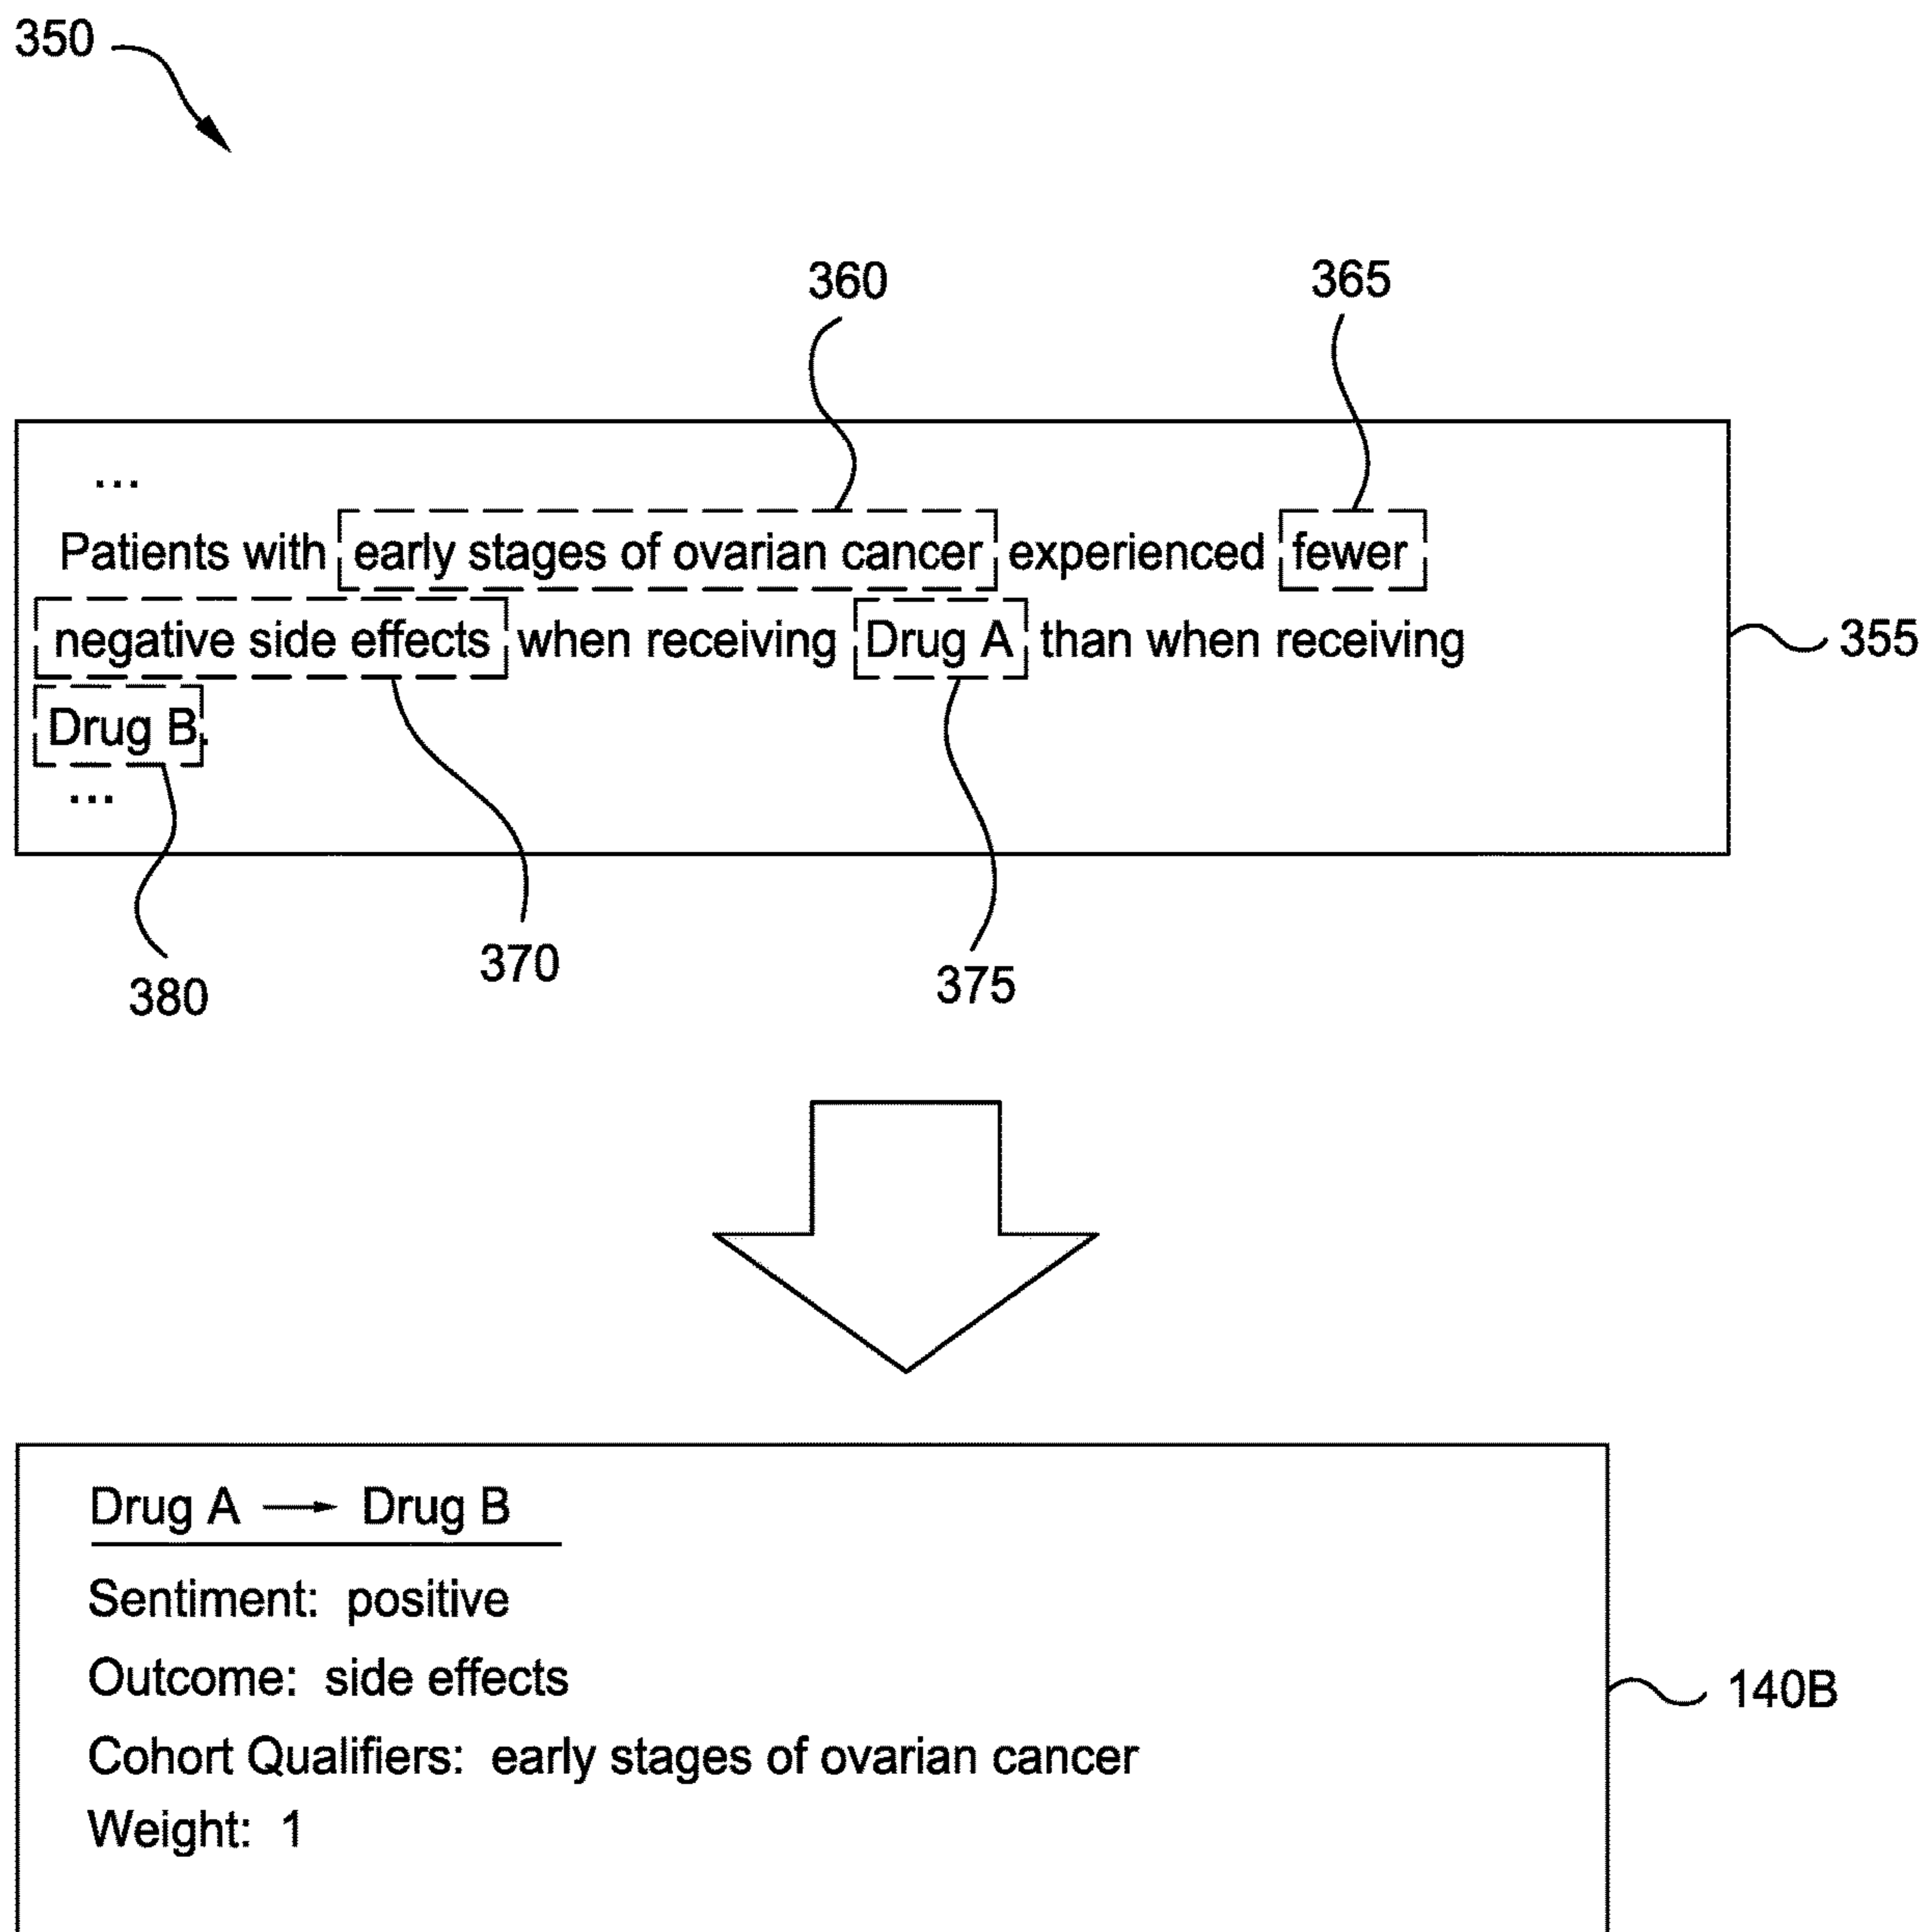 350
360
365
...
Patients with early stages of ovarian cancer experienced fewer
negative side effects when receiving Drug A than when receiving
355
Drug B.
...
370
375
380
Drug A → Drug B
Sentiment: positive
Outcome: side effects
140B
Cohort Qualifiers: early stages of ovarian cancer
Weight: 1